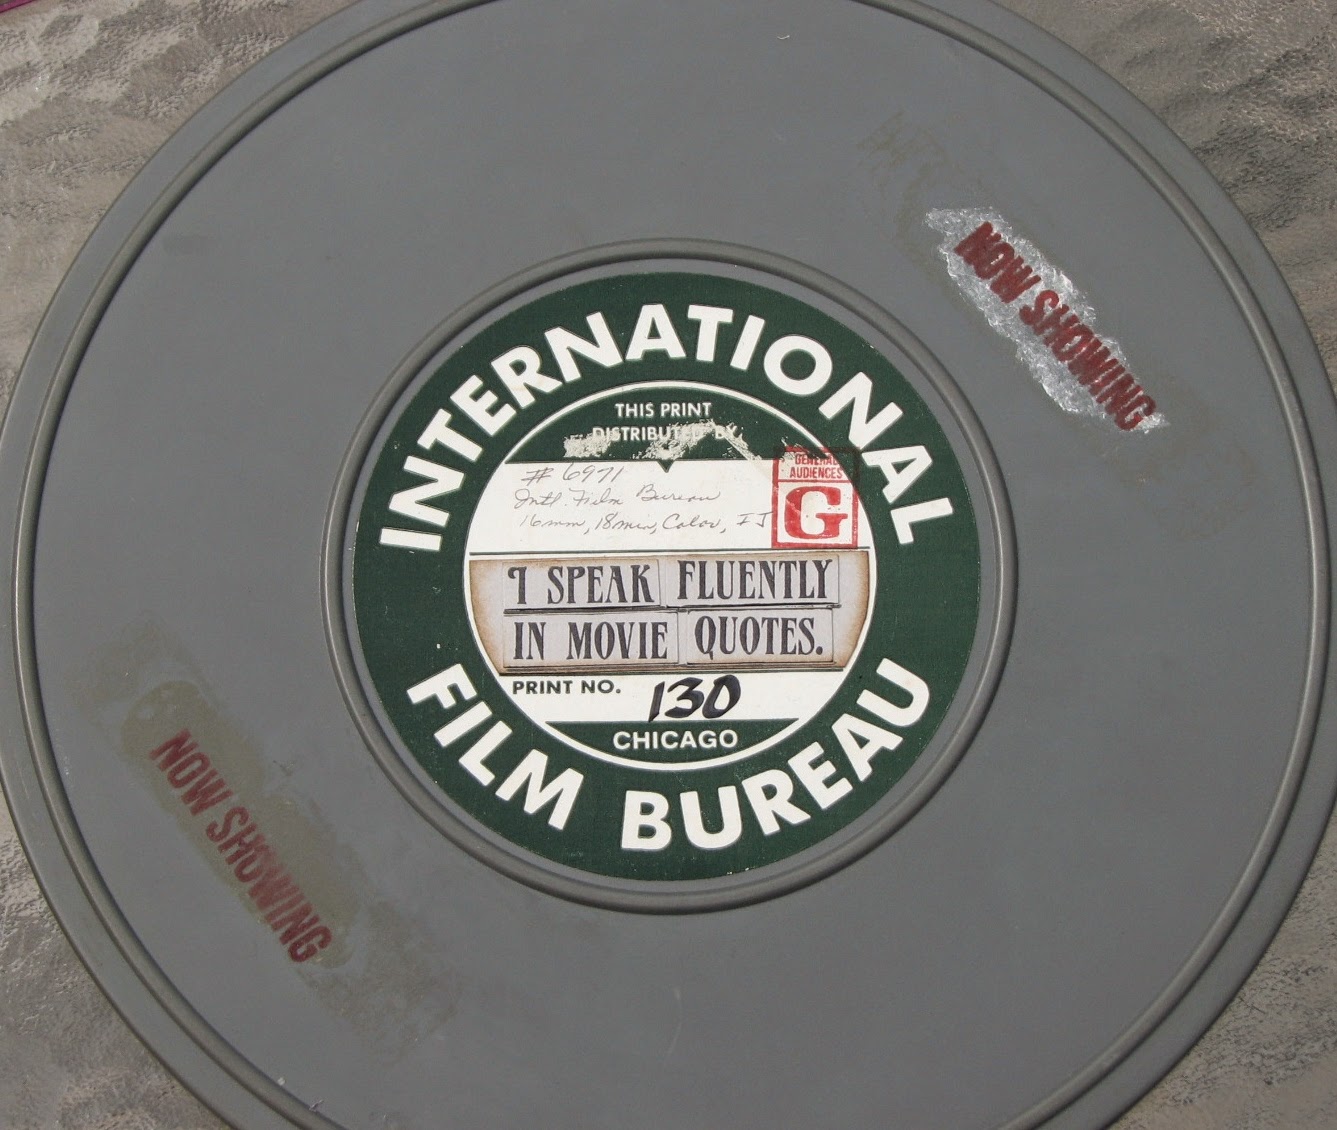 INTERNATIONAL
THIS PRINT
DISTRIBUTED BY
# 6971
Intl. Film Bureau
16mm, 18min, Color, IJ
GENERAL
AUDIENCES
G
I SPEAK FLUENTLY
IN MOVIE QUOTES.
PRINT NO. 130
CHICAGO
FILM BUREAU
NOW SHOWING
NOW SHOWING